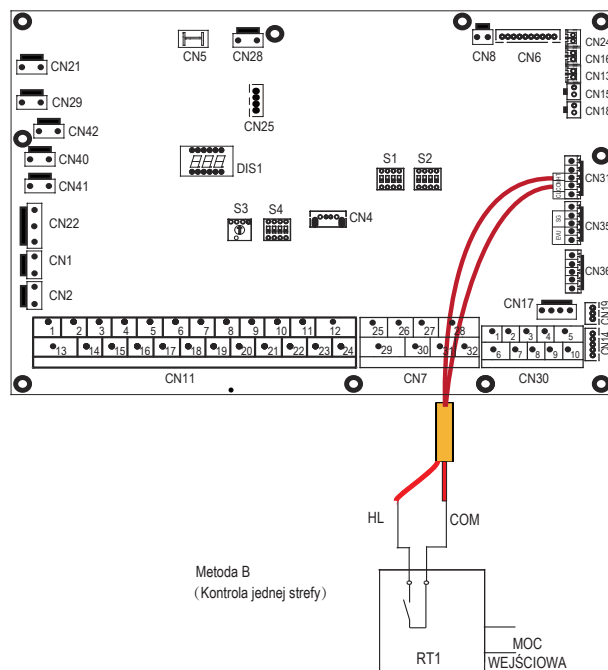 CN21
CN5
CN28
CN8
CN6
CN24
CN16
CN13
CN15
CN18
CN29
CN42
CN25
CN40
DIS1
S1
S2
CN31
CN41
S3
S4
CN4
CN22
SG
CN35
EVU
CN1
CN36
CN2
CN17
CN19
1 2 3 4 5 6 7 8 9 10 11 12
25 26 27 28
1 2 3 4 5
CN14
13 14 15 16 17 18 19 20 21 22 23 24
29 30 31 32
6 7 8 9 10
CN11
CN7
CN30
HL
COM
Metoda B
(Kontrola jednej strefy)
RT1
MOC
WEJŚCIOWA